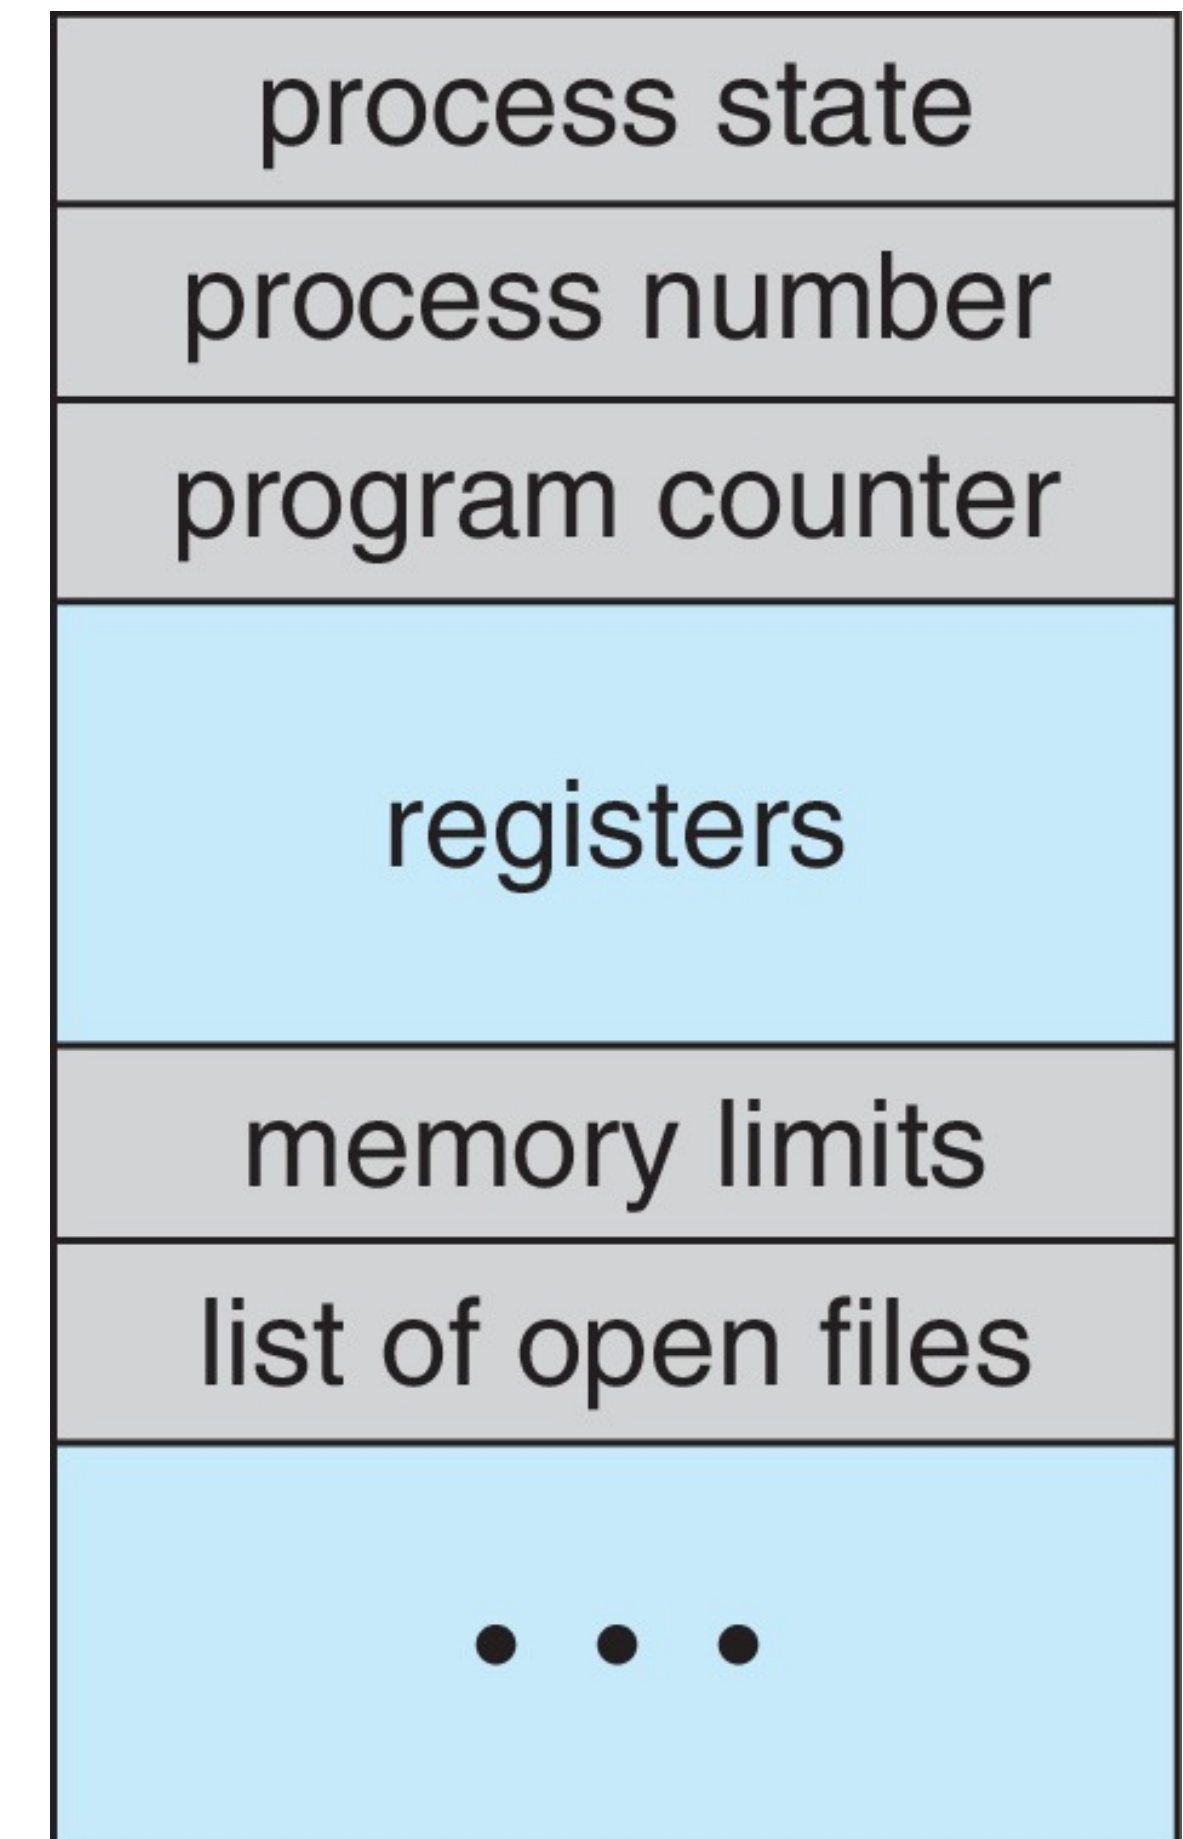 process state
process number
program counter
registers
memory limits
list of open files
• • •